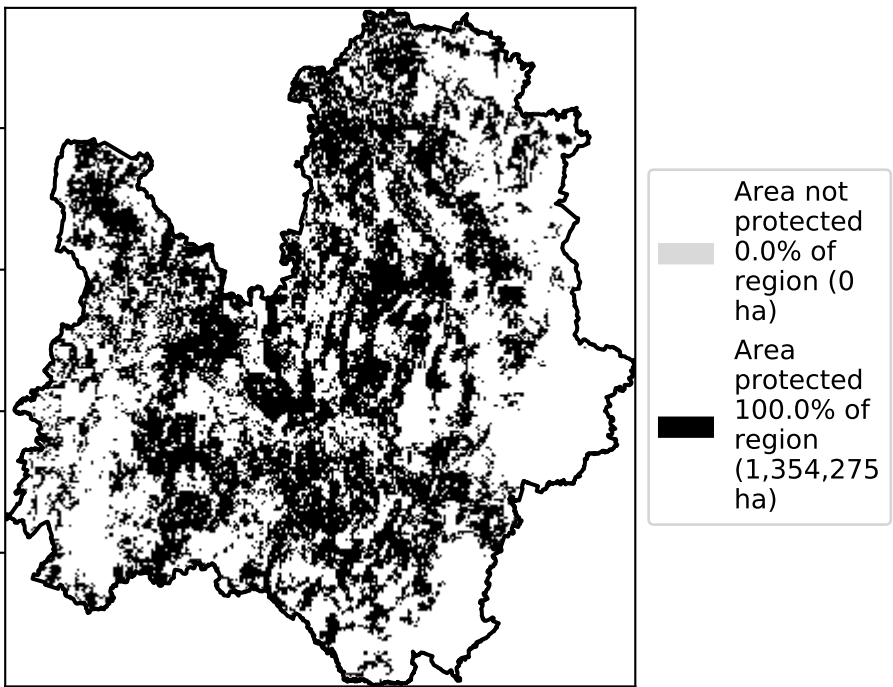 Area not
protected
0.0% of
region (0
ha)
Area
protected
100.0% of
region
(1,354,275
ha)